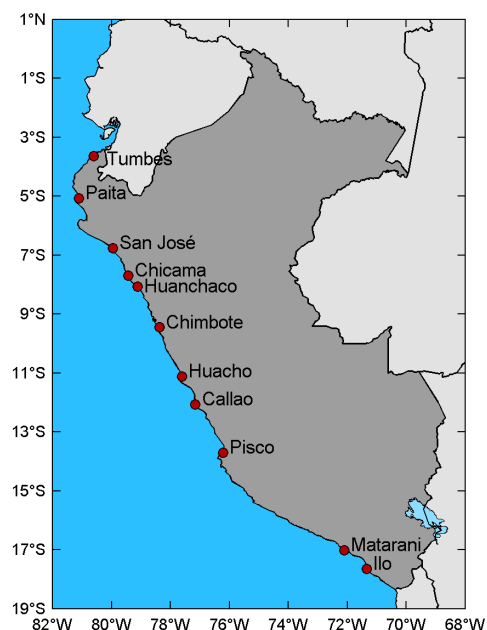 1°N
1°S
3°S
Tumbes
Paita
5°S
San José
7°S
Chicama
Huanchaco
9°S
Chimbote
Huacho
11°S
Callao
13°S
Pisco
15°S
Matarani
17°S
Ilo
19°S
82°W 80°W 78°W 76°W 74°W 72°W 70°W 68°W